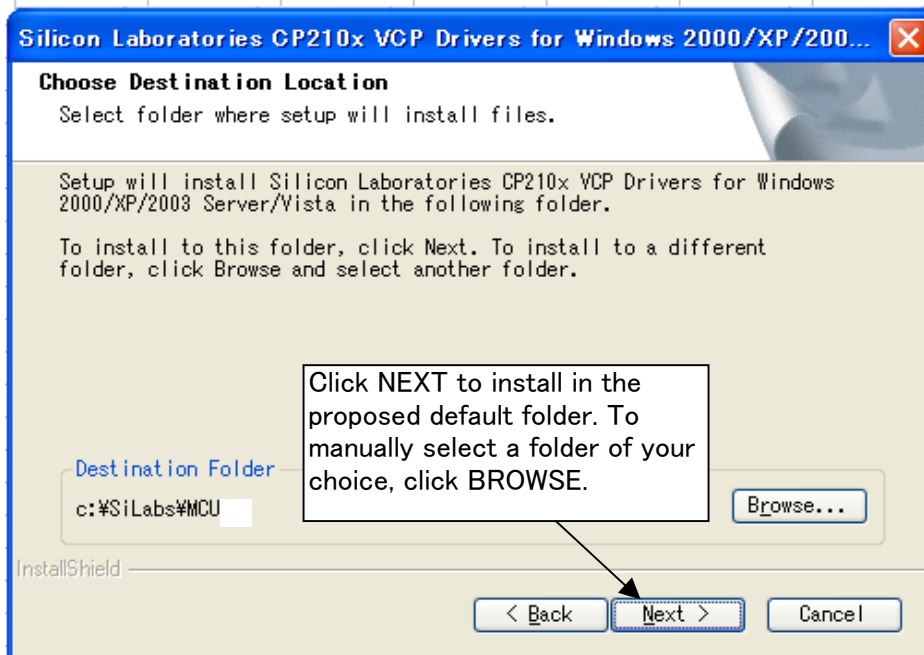 Silicon Laboratories CP210x VCP Drivers for Windows 2000/XP/200...
Choose Destination Location
Select folder where setup will install files.
Setup will install Silicon Laboratories CP210x VCP Drivers for Windows
2000/XP/2003 Server/Vista in the following folder.
To install to this folder, click Next. To install to a different
folder, click Browse and select another folder.
Click NEXT to install in the
proposed default folder. To
manually select a folder of your
choice, click BROWSE.
Destination Folder
c:¥SiLabs¥MCU
Browse...
InstallShield
< Back
Next >
Cancel